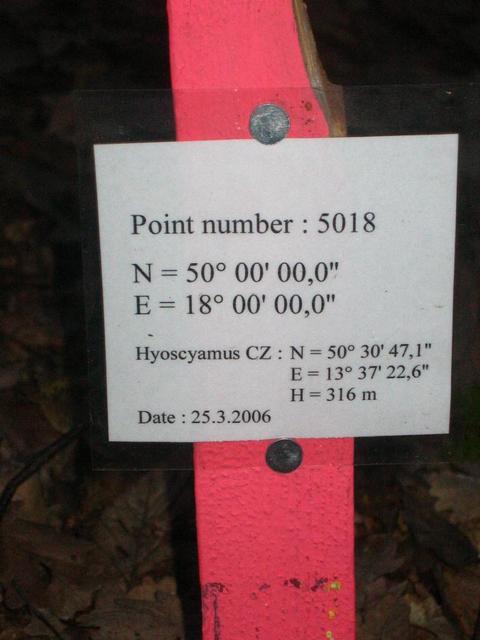 Point number : 5018
N = 50° 00' 00,0"
E = 18° 00' 00,0"
Hyoscyamus CZ : N = 50° 30' 47,1"
E = 13° 37' 22,6"
H = 316 m
Date : 25.3.2006